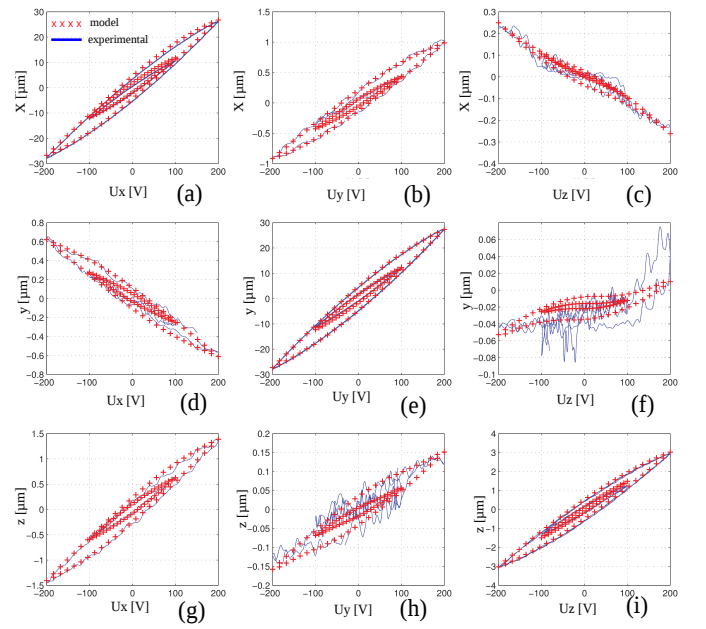 30
20
10
0
−10
−20
−30
−200 −100 0 100 200
X [µm]
Ux [V]
x x x x model
experimental
(a)
1.5
1
0.5
0
−0.5
−1
−200 −100 0 100 200
X [µm]
Uy [V]
(b)
0.3
0.2
0.1
0
−0.1
−0.2
−0.3
−0.4
−200 −100 0 100 200
X [µm]
Uz [V]
(c)
0.8
0.6
0.4
0.2
0
−0.2
−0.4
−0.6
−0.8
−200 −100 0 100 200
y [µm]
Ux [V]
(d)
30
20
10
0
−10
−20
−30
−200 −100 0 100 200
y [µm]
Uy [V]
(e)
0.06
0.04
0.02
0
−0.02
−0.04
−0.06
−0.08
−0.1
−200 −100 0 100 200
y [µm]
Uz [V]
(f)
1.5
1
0.5
0
−0.5
−1
−1.5
−200 −100 0 100 200
z [µm]
Ux [V]
(g)
0.2
0.15
0.1
0.05
0
−0.05
−0.1
−0.15
−0.2
−200 −100 0 100 200
z [µm]
Uy [V]
(h)
4
3
2
1
0
−1
−2
−3
−4
−200 −100 0 100 200
z [µm]
Uz [V]
(i)